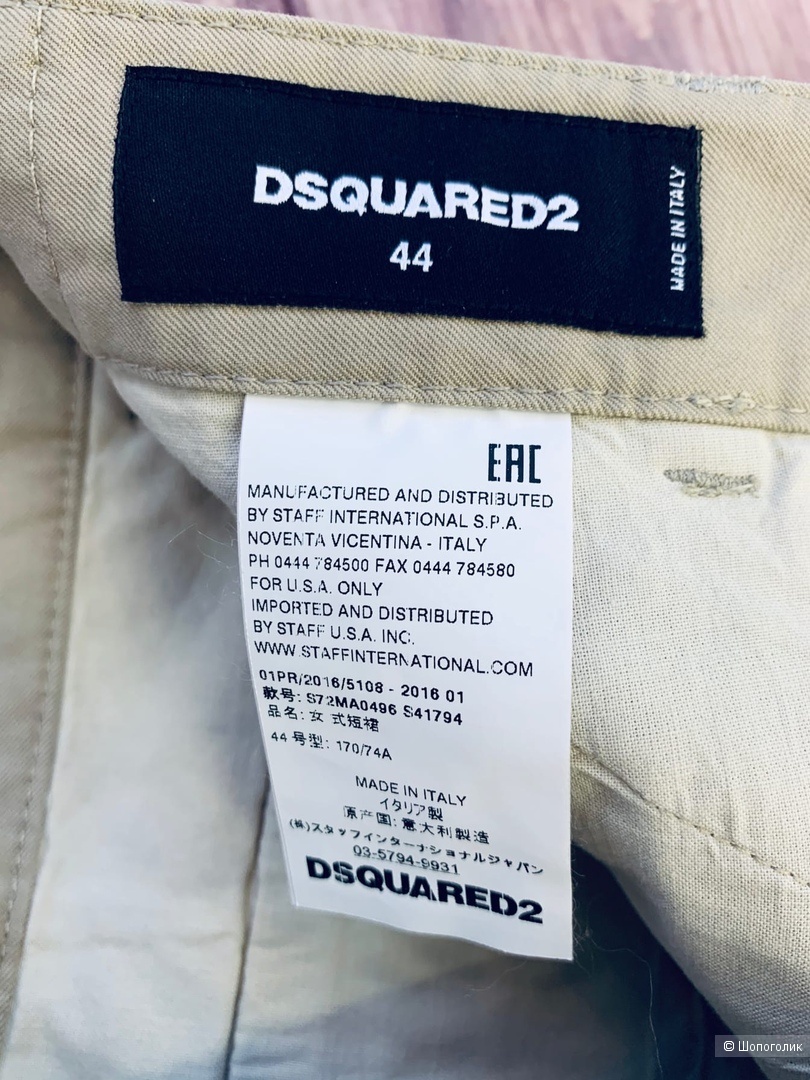 DSQUARED2
44
MADE IN ITALY
EAC
MANUFACTURED AND DISTRIBUTED
BY STAFF INTERNATIONAL S.P.A.
NOVENTA VICENTINA - ITALY
PH 0444 784500 FAX 0444 784580
FOR U.S.A. ONLY
IMPORTED AND DISTRIBUTED
BY STAFF U.S.A. INC.
WWW.STAFFINTERNATIONAL.COM
01PR/2016/5108 - 2016 01
款号: S72MA0496 S41794
品名: 女式短裙
44 号型: 170/74A
MADE IN ITALY
イタリア製
原产国: 意大利製造
(株)スタッフインターナショナルジャパン
03-5794-9931
DSQUARED2
© Шопоголик